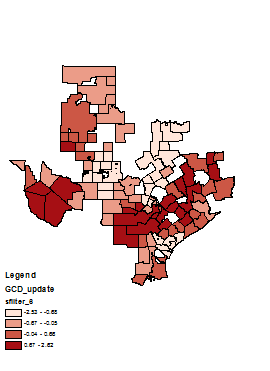 Legend
GCD_update
sfilter_6
-2.53 - -0.68
-0.67 - -0.05
-0.04 - 0.66
0.67 - 2.62